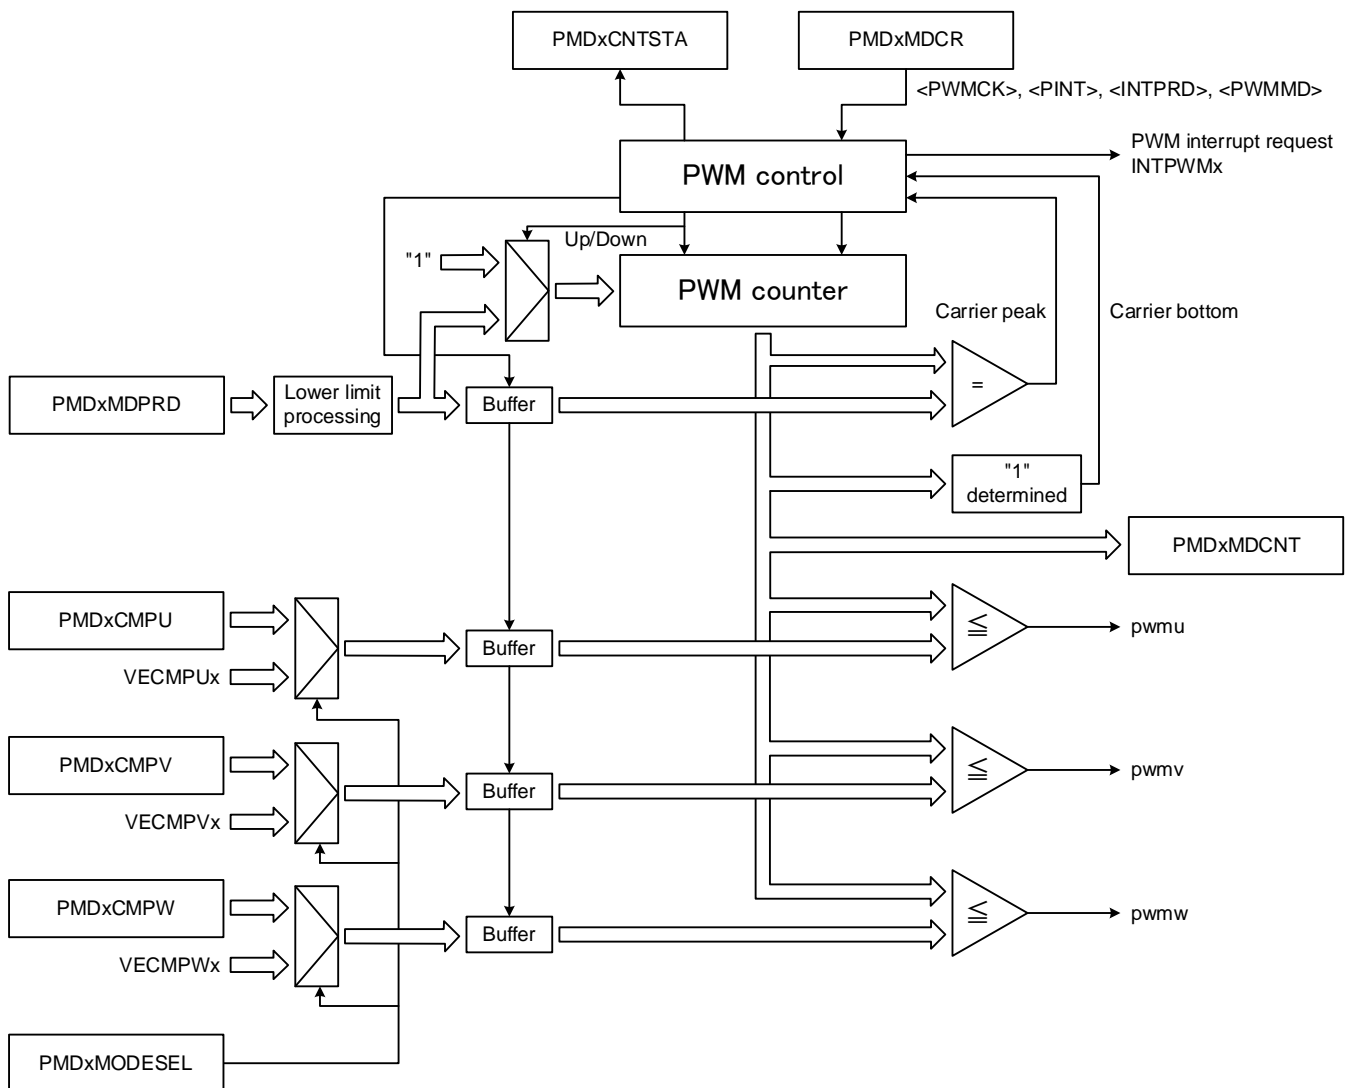 PMDxCNTSTA
PMDxMDCR
<PWMCK>, <PINT>, <INTPRD>, <PWMMD>
PWM control
PWM interrupt request
INTPWMx
Up/Down
"1"
PWM counter
Carrier peak
Carrier bottom
PMDxMDPRD
Lower limit
processing
Buffer
=
"1"
determined
PMDxMDCNT
PMDxCMPU
VECMPUx
Buffer
≦
pwmu
PMDxCMPV
VECMPVx
Buffer
≦
pwmv
PMDxCMPW
VECMPWx
Buffer
≦
pwmw
PMDxMODESEL